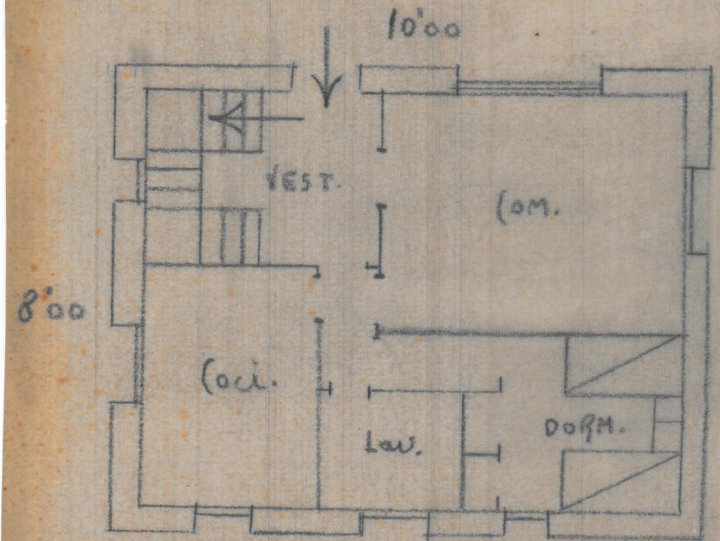 10'00
VEST.
Com.
8'00
Coci.
Lav.
DORM.